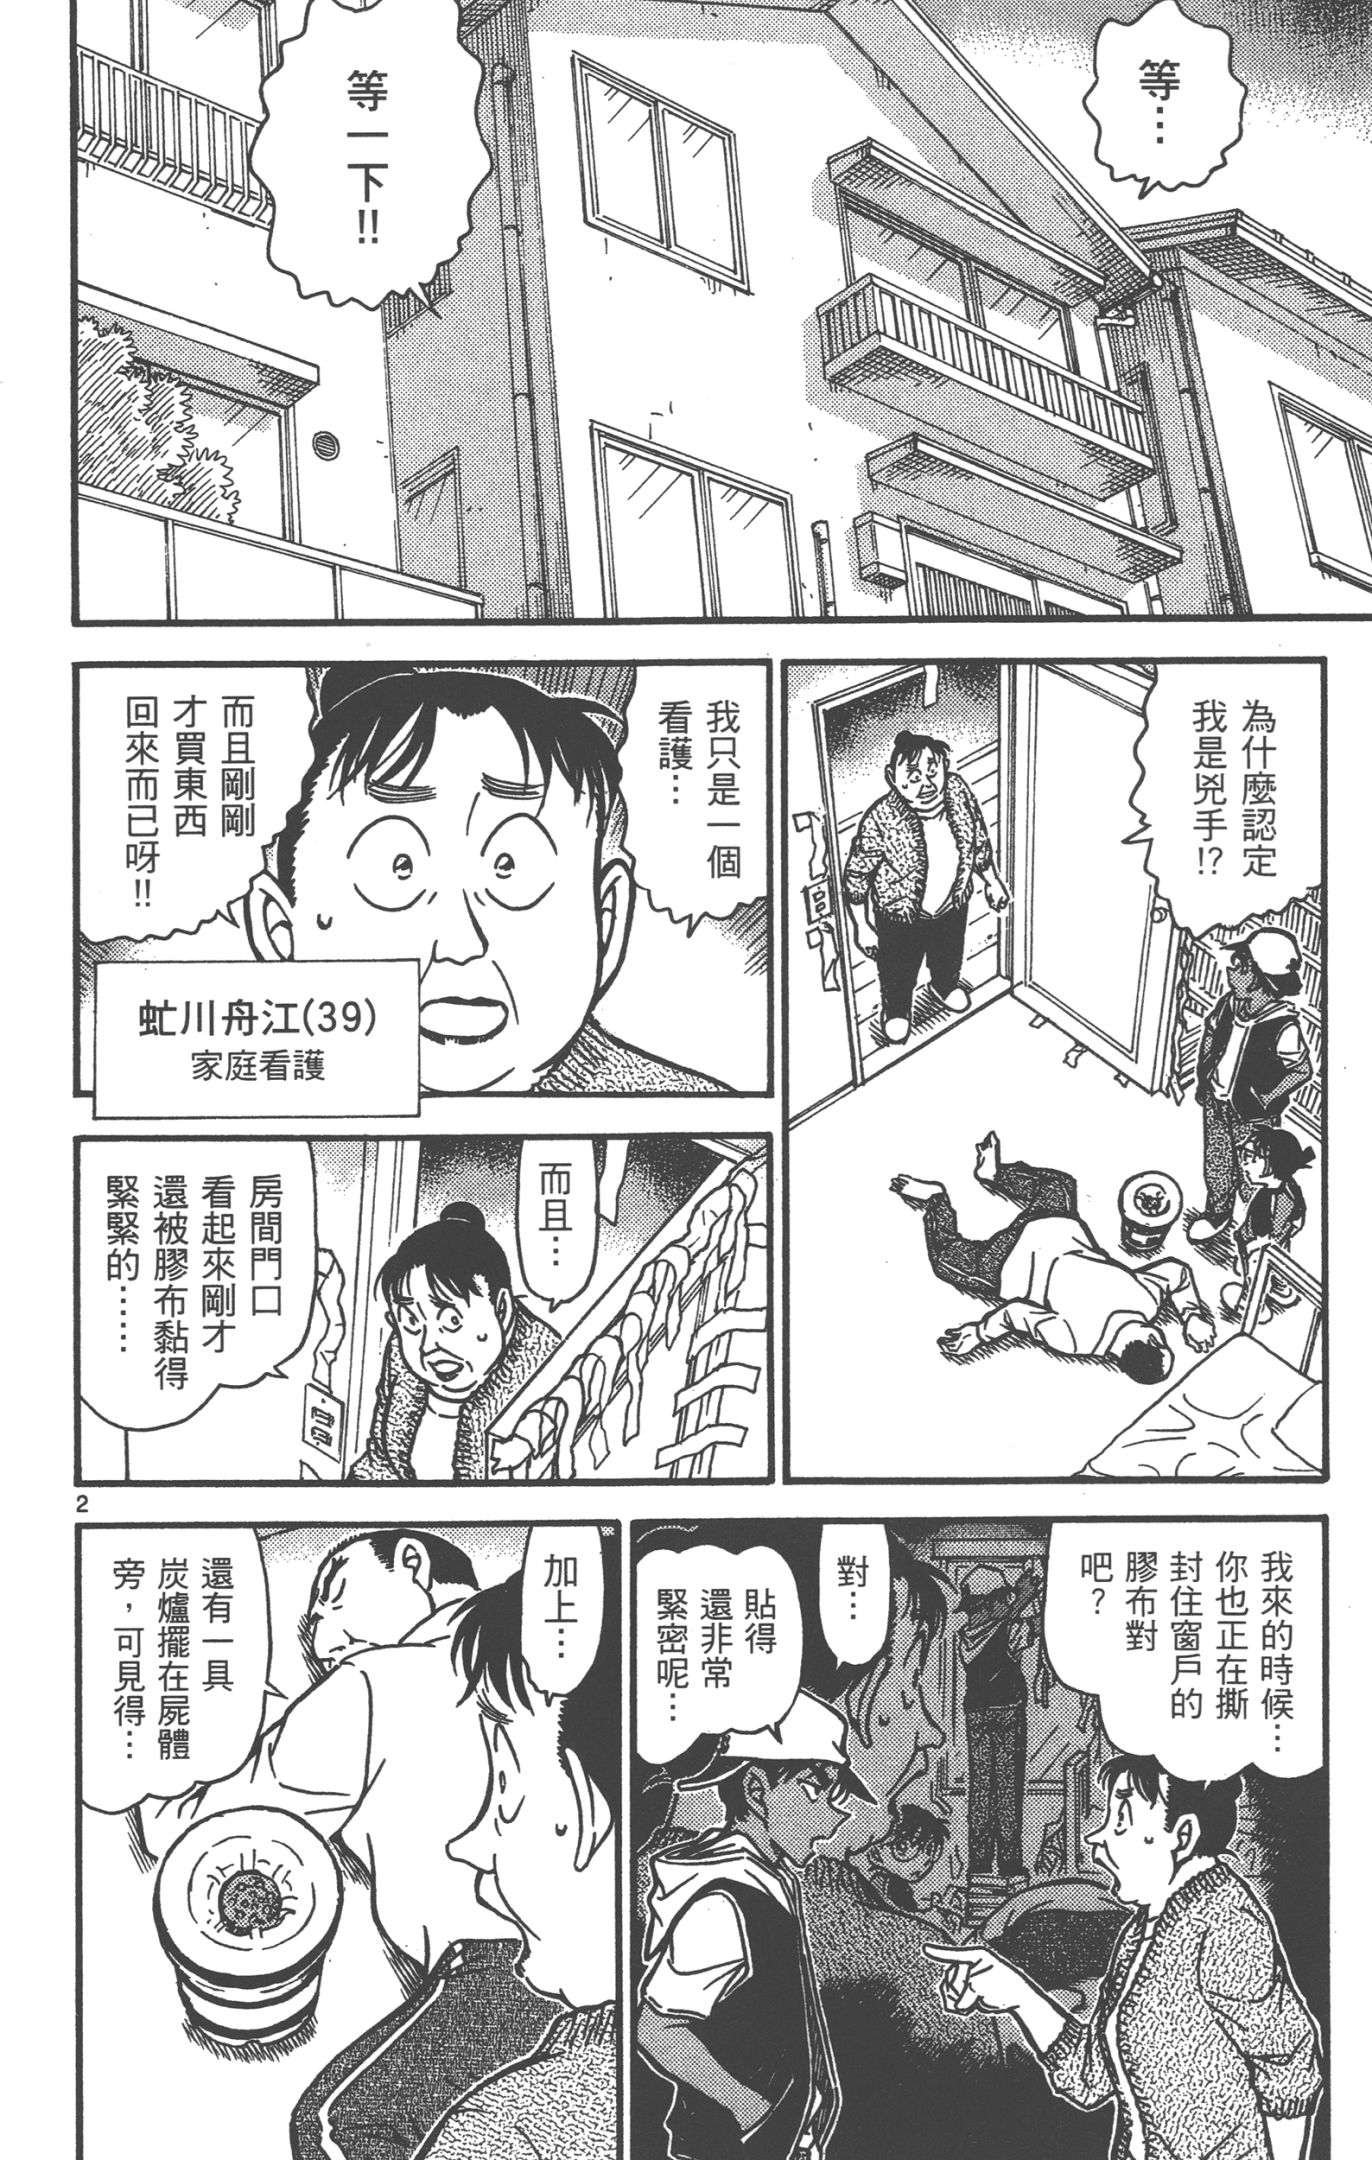 等…
等一下!!
為什麼認定
我是兇手!?
我只是一個
看護…
而且剛剛
才買東西
回來而已呀!!
虻川舟江(39)
家庭看護
而且…
房間門口
看起來剛才
還被膠布黏得
緊緊的……
2
我來的時候…
你也正在撕
封住窗戶的
膠布對
吧?
對…
貼得
還非常
緊密呢…
加上…
還有一具
炭爐擺在屍體
旁，可見得…